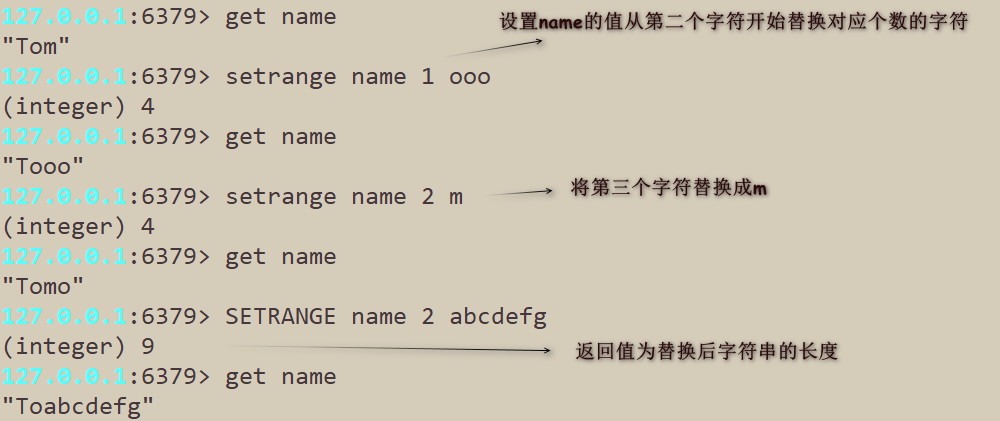 127.0.0.1:6379> get name
设置name的值从第二个字符开始替换对应个数的字符
"Tom"
127.0.0.1:6379> setrange name 1 ooo
(integer) 4
127.0.0.1:6379> get name
"Tooo"
127.0.0.1:6379> setrange name 2 m
将第三个字符替换成m
(integer) 4
127.0.0.1:6379> get name
"Tomo"
127.0.0.1:6379> SETRANGE name 2 abcdefg
(integer) 9
返回值为替换后字符串的长度
127.0.0.1:6379> get name
"Toabcdefg"